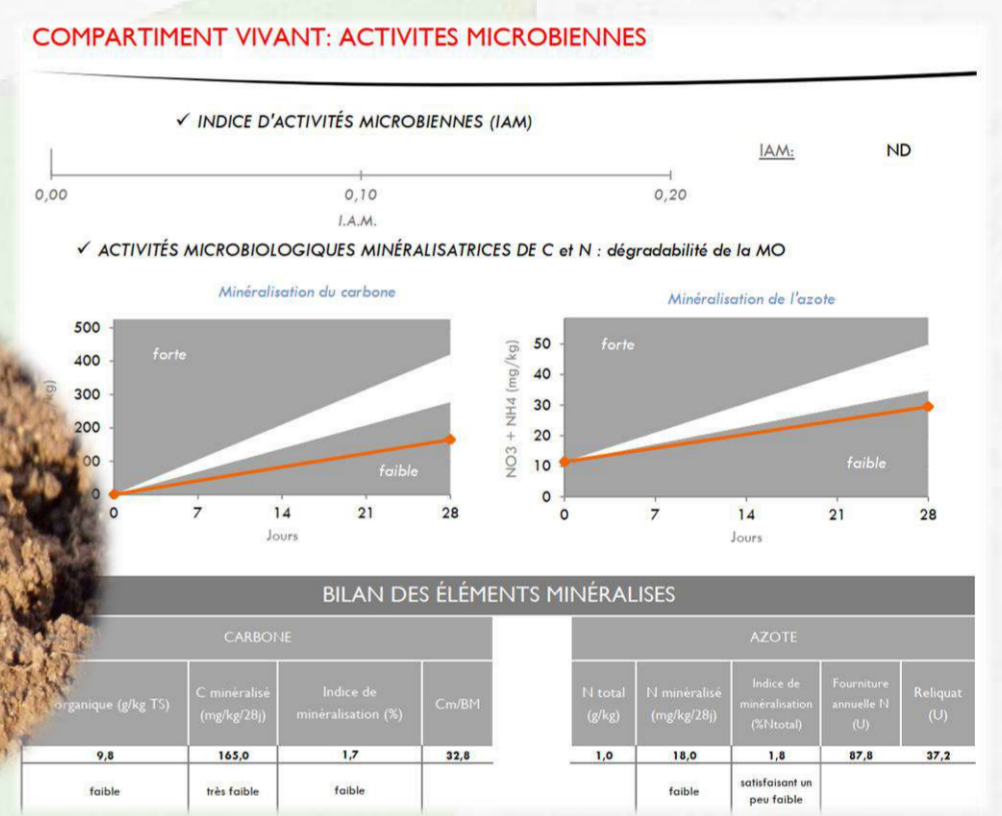 COMPARTIMENT VIVANT: ACTIVITES MICROBIENNES
✓ INDICE D'ACTIVITÉS MICROBIENNES (IAM)
IAM: ND
0,00 0,10 0,20
I.A.M.
✓ ACTIVITÉS MICROBIOLOGIQUES MINÉRALISATRICES DE C et N : dégradabilité de la MO
Minéralisation du carbone
500
400
300
200
00
0
forte
faible
0 7 14 21 28
Jours
Minéralisation de l'azote
NO3 + NH4 (mg/kg)
50
40
30
20
10
0
forte
faible
0 7 14 21 28
Jours
BILAN DES ÉLÉMENTS MINÉRALISES
CARBONE
organique (g/kg TS)
C minéralisé
(mg/kg/28j)
Indice de
minéralisation (%)
Cm/BM
9,8 165,0 1,7 32,8
faible très faible faible
AZOTE
N total
(g/kg)
N minéralisé
(mg/kg/28j)
Indice de
minéralisation
(%Ntotal)
Fourniture
annuelle N
(U)
Reliquat
(U)
1,0 18,0 1,8 87,8 37,2
faible
satisfaisant un
peu faible